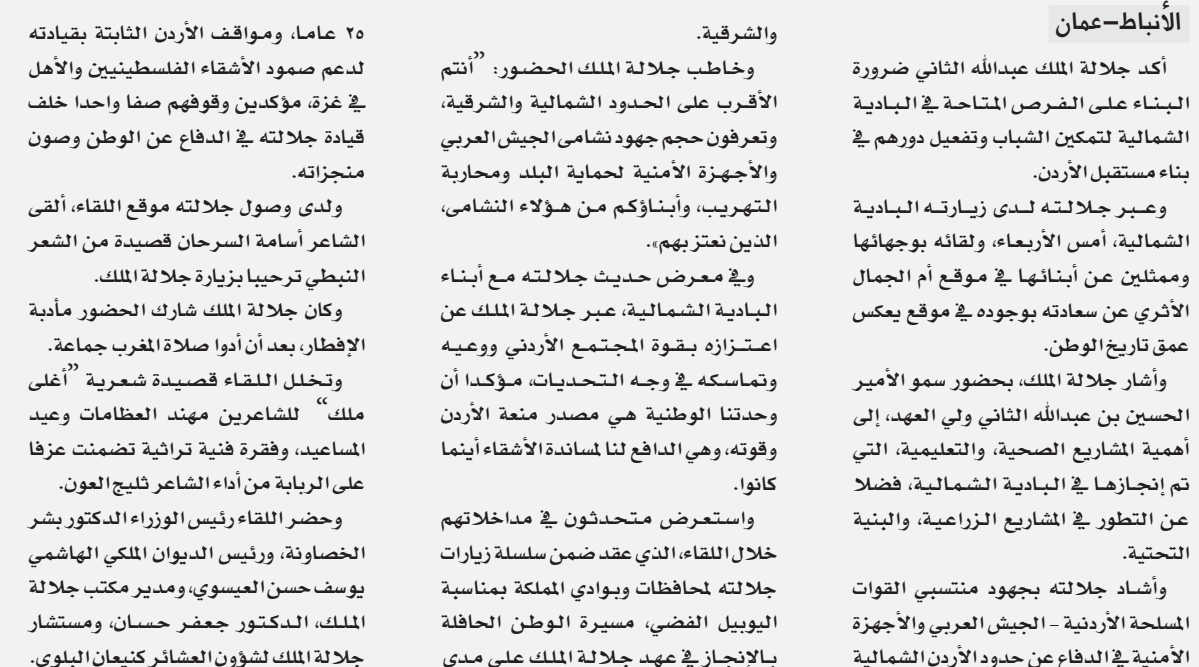 الأنباط–عمان
أكد جلالة الملك عبدالله الثاني ضرورة
البناء على الفرص المتاحة في البادية
الشمالية لتمكين الشباب وتفعيل دورهم في
بناء مستقبل الأردن.
وعبر جلالته لدى زيارته البادية
الشمالية، أمس الأربعاء، ولقائه بوجهائها
وممثلين عن أبنائها في موقع أم الجمال
الأثري عن سعادته بوجوده في موقع يعكس
عمق تاريخ الوطن.
وأشار جلالة الملك، بحضور سمو الأمير
الحسين بن عبدالله الثاني ولي العهد، إلى
أهمية المشاريع الصحية، والتعليمية، التي
تم إنجازها في البادية الشمالية، فضلا
عن التطور في المشاريع الزراعية، والبنية
التحتية.
وأشاد جلالته بجهود منتسبي القوات
المسلحة الأردنية – الجيش العربي والأجهزة
الأمنية في الدفاع عن حدود الأردن الشمالية
والشرقية.
وخاطب جلالة الملك الحضور: ”أنتم
الأقرب على الحدود الشمالية والشرقية،
وتعرفون حجم جهود نشامى الجيش العربي
والأجهزة الأمنية لحماية البلد ومحاربة
التهريب، وأبناؤكم من هؤلاء النشامى،
الذين نعتز بهم».
وفي معرض حديث جلالته مع أبناء
البادية الشمالية، عبر جلالة الملك عن
اعتزازه بقوة المجتمع الأردني ووعيه
وتماسكه في وجه التحديات، مؤكدا أن
وحدتنا الوطنية هي مصدر منعة الأردن
وقوته، وهي الدافع لنا لمساندة الأشقاء أينما
كانوا.
واستعرض متحدثون في مداخلاتهم
خلال اللقاء، الذي عقد ضمن سلسلة زيارات
جلالته لمحافظات وبوادي المملكة بمناسبة
اليوبيل الفضي، مسيرة الوطن الحافلة
بالإنجاز في عهد جلالة الملك على مدى
٢٥ عاما، ومواقف الأردن الثابتة بقيادته
لدعم صمود الأشقاء الفلسطينيين والأهل
في غزة، مؤكدين وقوفهم صفا واحدا خلف
قيادة جلالته في الدفاع عن الوطن وصون
منجزاته.
ولدى وصول جلالته موقع اللقاء، ألقى
الشاعر أسامة السرحان قصيدة من الشعر
النبطي ترحيبا بزيارة جلالة الملك.
وكان جلالة الملك شارك الحضور مأدبة
الإفطار، بعد أن أدوا صلاة المغرب جماعة.
وتخلل اللقاء قصيدة شعرية ”أغلى
ملك“ للشاعرين مهند العظامات وعيد
المساعيد، وفقرة فنية تراثية تضمنت عزفا
على الربابة من أداء الشاعر ثليج العون.
وحضر اللقاء رئيس الوزراء الدكتور بشر
الخصاونة، ورئيس الديوان الملكي الهاشمي
يوسف حسن العيسوي، ومدير مكتب جلالة
الملك، الدكتور جعفر حسان، ومستشار
جلالة الملك لشؤون العشائر كنيعان البلوي.